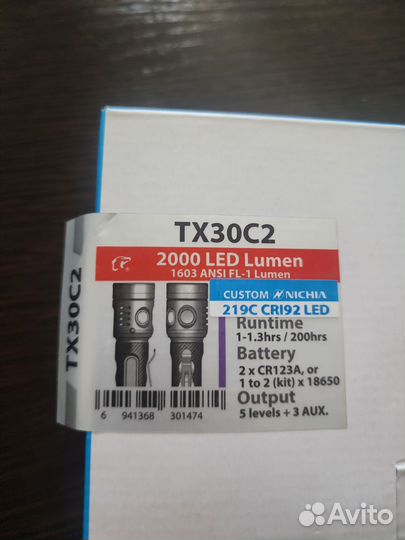 TX30C2
TX30C2
2000 LED Lumen
1603 ANSI FL-1 Lumen
CUSTOM NICHIA
219C CRI92 LED
Runtime
1-1.3hrs / 200hrs
Battery
2 x CR123A, or
1 to 2 (kit) x 18650
Output
5 levels + 3 AUX.
6 941368 301474
Avito